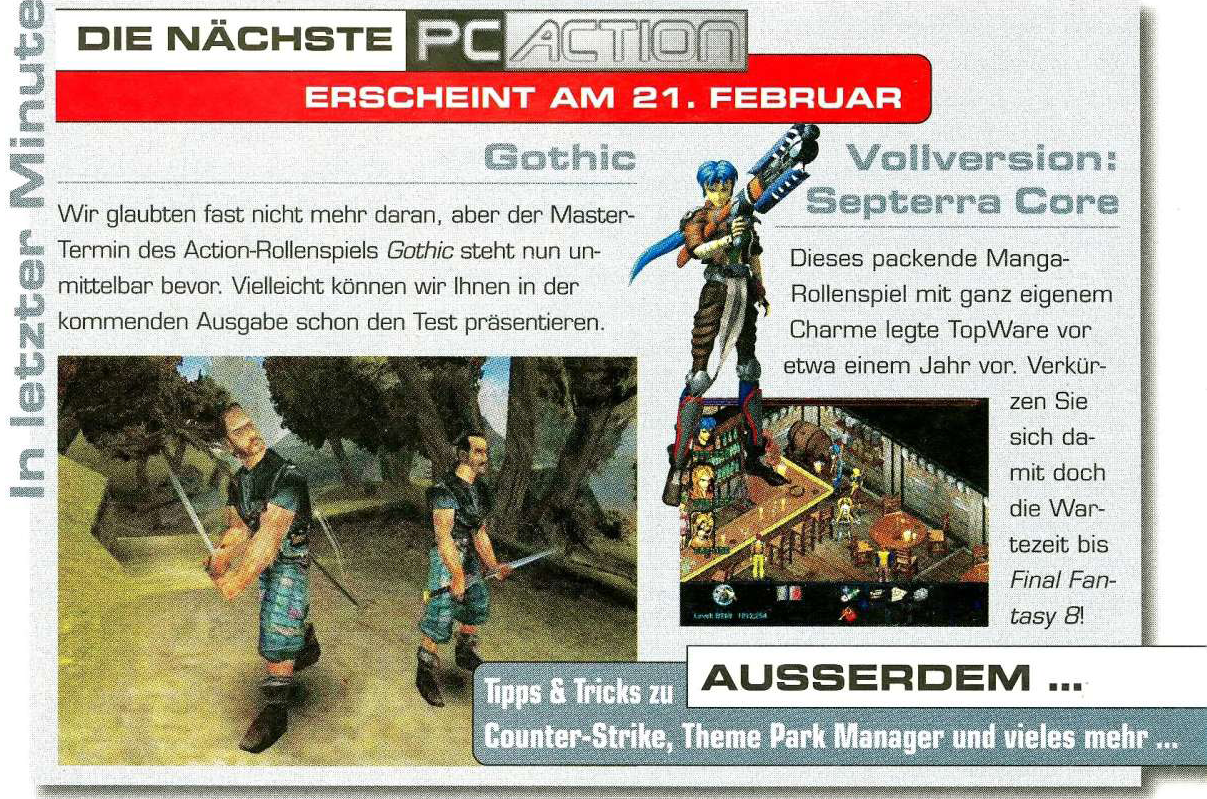 In letzter Minute
DIE NÄCHSTE PC ACTION
ERSCHEINT AM 21. FEBRUAR
Gothic
Wir glaubten fast nicht mehr daran, aber der Master-
Termin des Action-Rollenspiels Gothic steht nun un-
mittelbar bevor. Vielleicht können wir Ihnen in der
kommenden Ausgabe schon den Test präsentieren.
Vollversion:
Septerra Core
Dieses packende Manga-
Rollenspiel mit ganz eigenem
Charme legte TopWare vor
etwa einem Jahr vor. Verkür-
zen Sie
sich da-
mit doch
die War-
tezeit bis
Final Fan-
tasy 8!
AUSSERDEM ...
Tipps & Tricks zu
Counter-Strike, Theme Park Manager und vieles mehr ...